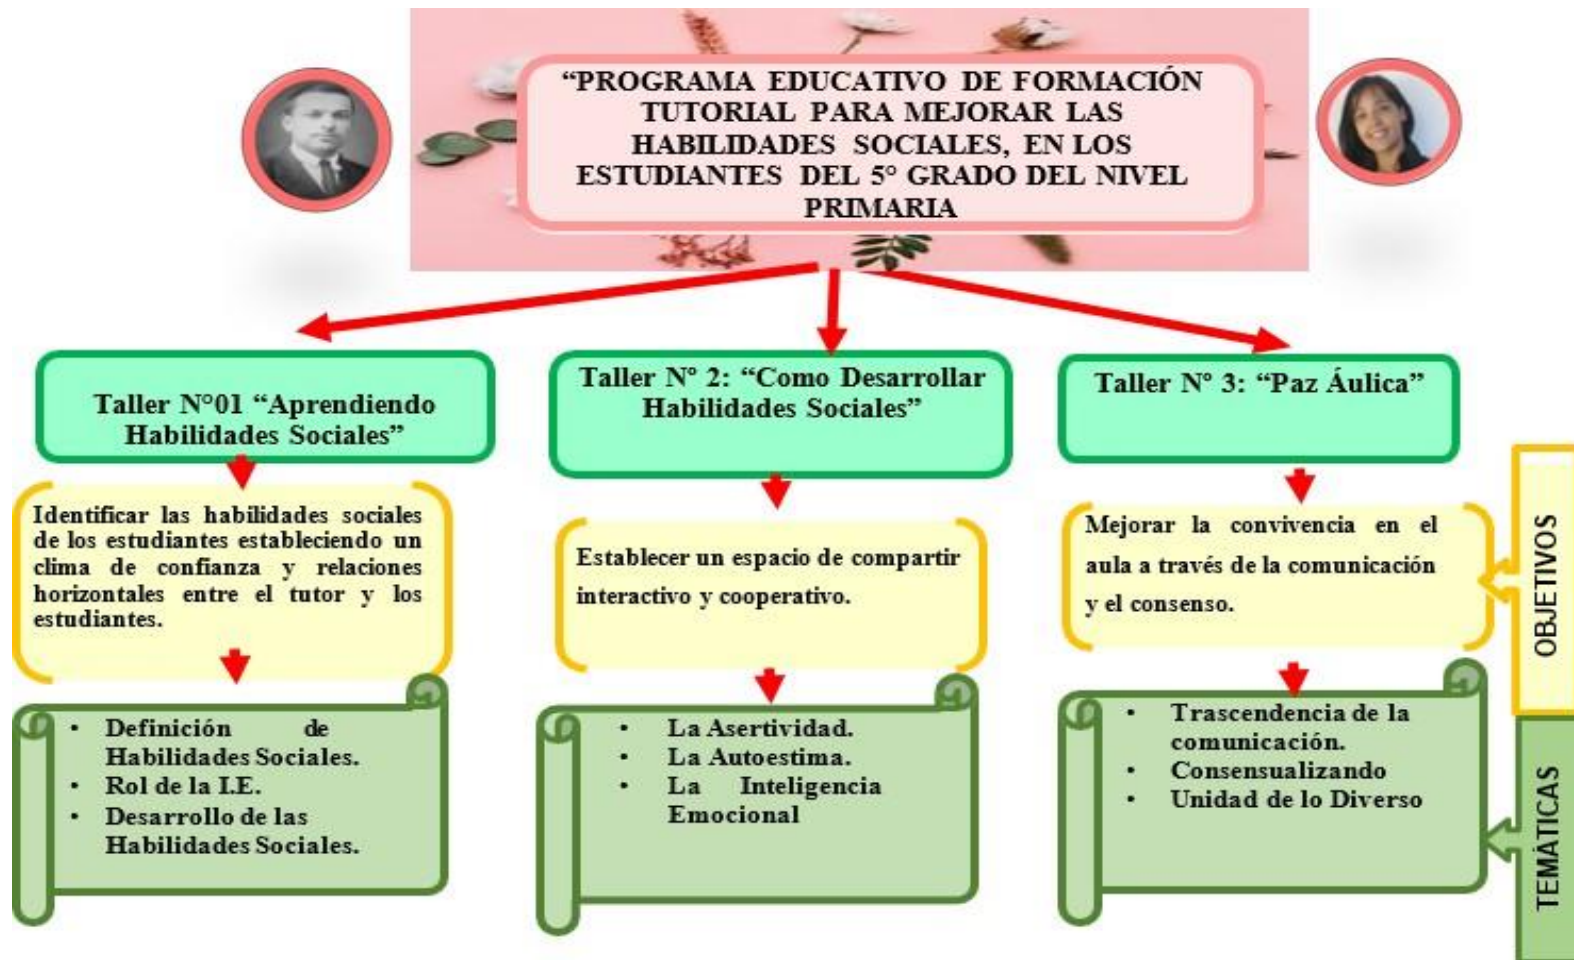 “PROGRAMA EDUCATIVO DE FORMACIÓN
TUTORIAL PARA MEJORAR LAS
HABILIDADES SOCIALES, EN LOS
ESTUDIANTES DEL 5° GRADO DEL NIVEL
PRIMARIA
Taller N°01 “Aprendiendo
Habilidades Sociales”
Identificar las habilidades sociales
de los estudiantes estableciendo un
clima de confianza y relaciones
horizontales entre el tutor y los
estudiantes.
• Definición de
Habilidades Sociales.
• Rol de la I.E.
• Desarrollo de las
Habilidades Sociales.
Taller Nº 2: “Como Desarrollar
Habilidades Sociales”
Establecer un espacio de compartir
interactivo y cooperativo.
• La Asertividad.
• La Autoestima.
• La Inteligencia
Emocional
Taller Nº 3: “Paz Áulica”
Mejorar la convivencia en el
aula a través de la comunicación
y el consenso.
• Trascendencia de la
comunicación.
• Consensualizando
• Unidad de lo Diverso
OBJETIVOS
TEMÁTICAS